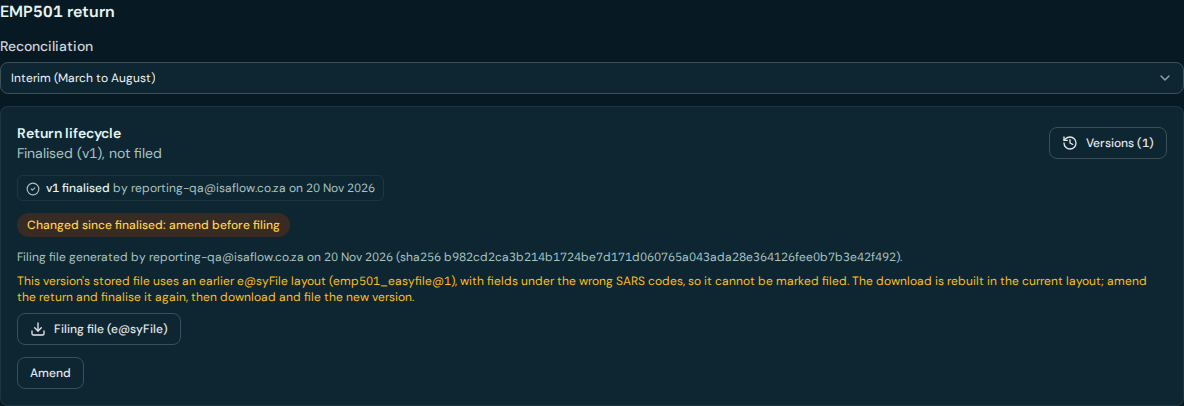 EMP501 return
Reconciliation
Interim (March to August)
Return lifecycle
Finalised (v1), not filed
Versions (1)
v1 finalised by reporting-qa@isaflow.co.za on 20 Nov 2026
Changed since finalised: amend before filing
Filing file generated by reporting-qa@isaflow.co.za on 20 Nov 2026 (sha256 b982cd2ca3b214b1724be7d171d060765a043ada28e364126fee0b7b3e42f492).
This version's stored file uses an earlier e@syFile layout (emp501_easyfile@1), with fields under the wrong SARS codes, so it cannot be marked filed. The download is rebuilt in the current layout; amend
the return and finalise it again, then download and file the new version.
Filing file (e@syFile)
Amend